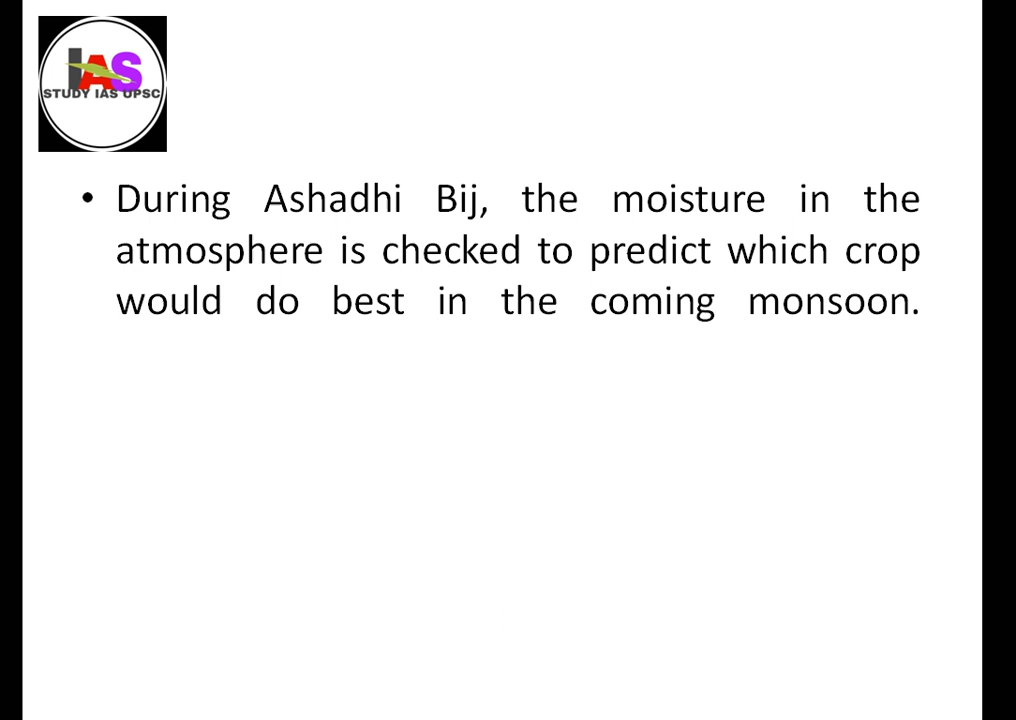 IAS
STUDY IAS UPSC
• During Ashadhi Bij, the moisture in the
atmosphere is checked to predict which crop
would do best in the coming monsoon.